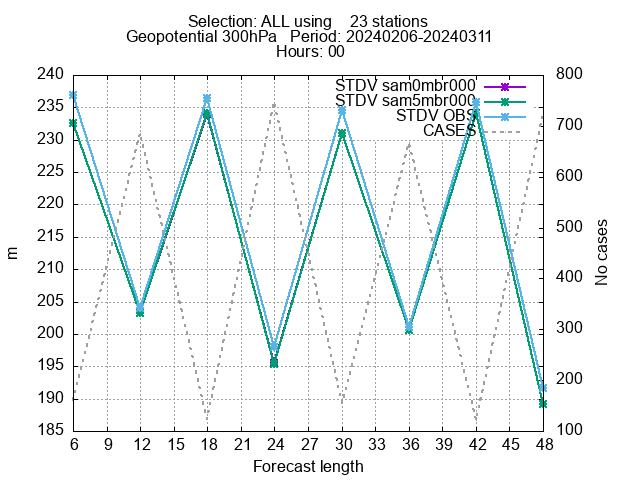 Selection: ALL using    23 stations
Geopotential 300hPa   Period: 20240206-20240311
Hours: 00
STDV sam0mbr000
STDV sam5mbr000
STDV OBS
CASES
240
235
230
225
220
215
210
205
200
195
190
185
800
700
600
500
400
300
200
100
m
No cases
6 9 12 15 18 21 24 27 30 33 36 39 42 45 48
Forecast length